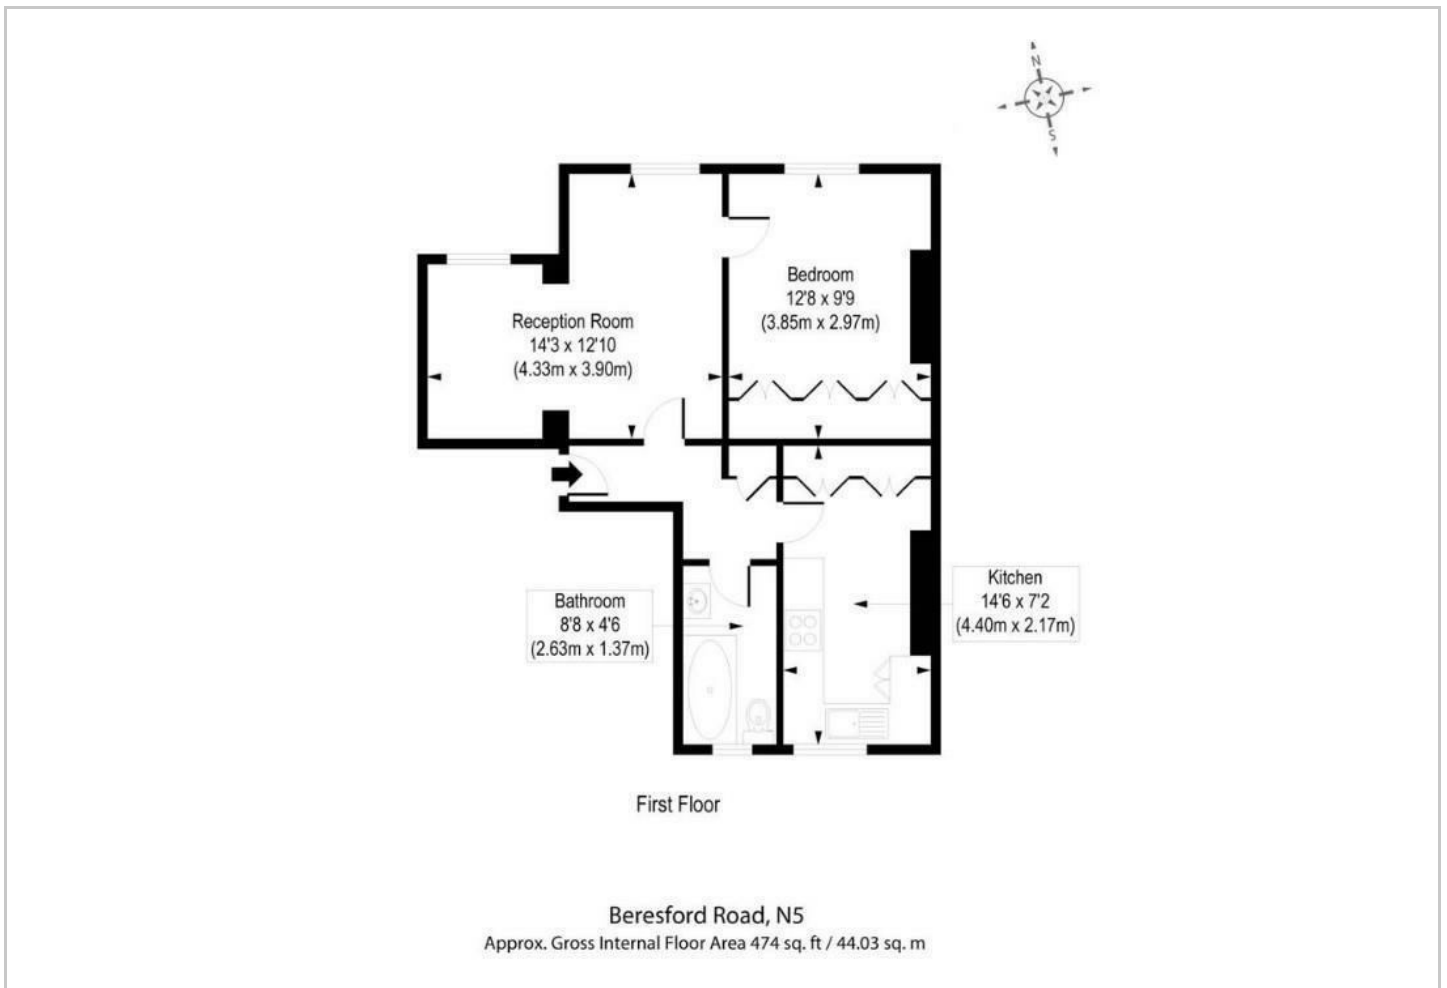 N
S
Bedroom
12'8 x 9'9
(3.85m x 2.97m)
Reception Room
14'3 x 12'10
(4.33m x 3.90m)
Bathroom
8'8 x 4'6
(2.63m x 1.37m)
Kitchen
14'6 x 7'2
(4.40m x 2.17m)
First Floor
Beresford Road, N5
Approx. Gross Internal Floor Area 474 sq. ft / 44.03 sq. m